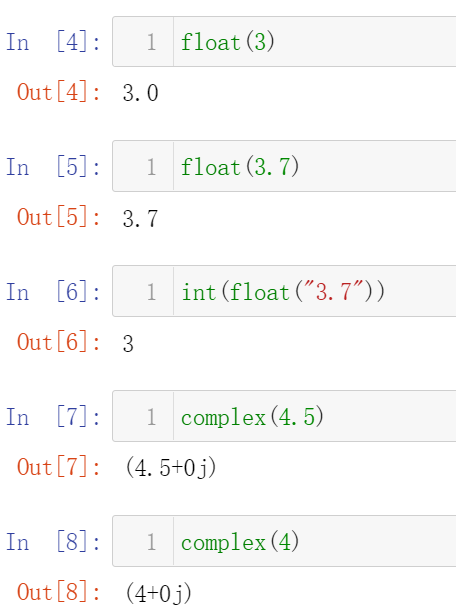 In [4]: 1 float(3)
Out[4]: 3.0
In [5]: 1 float(3.7)
Out[5]: 3.7
In [6]: 1 int(float("3.7"))
Out[6]: 3
In [7]: 1 complex(4.5)
Out[7]: (4.5+0j)
In [8]: 1 complex(4)
Out[8]: (4+0j)